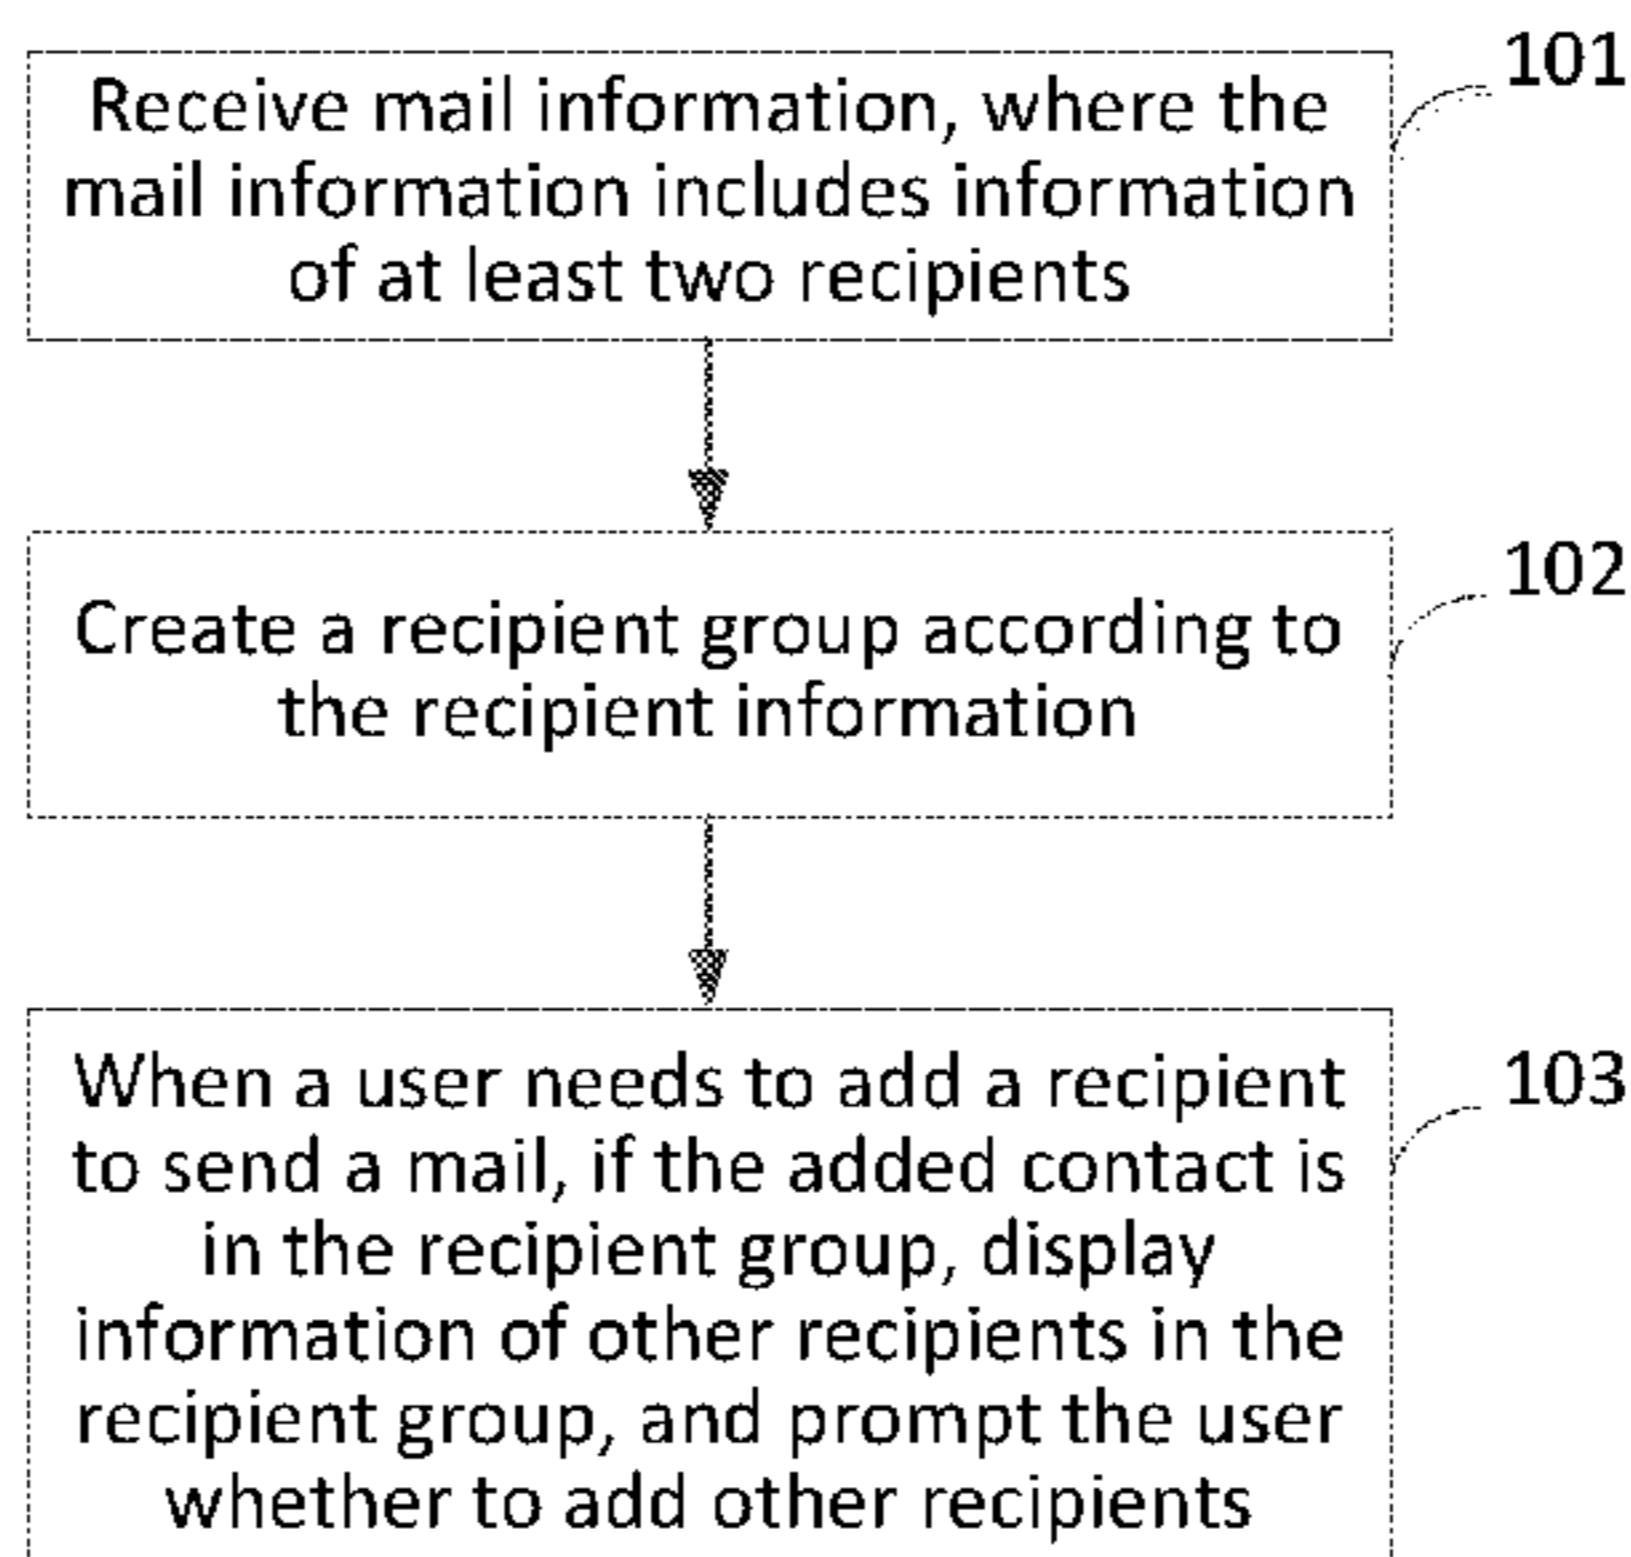 101
Receive mail information, where the
mail information includes information
of at least two recipients
102
Create a recipient group according to
the recipient information
103
When a user needs to add a recipient
to send a mail, if the added contact is
in the recipient group, display
information of other recipients in the
recipient group, and prompt the user
whether to add other recipients